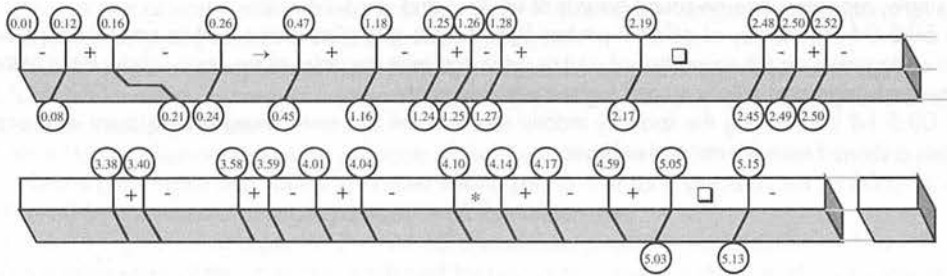 0.01 0.12 0.16 0.26 0.47 1.18 1.25 1.26 1.28 2.19 2.48 2.50 2.52
+ - → + - + + + -
0.08 0.21 0.24 0.45 1.16 1.24 1.25 1.27 2.17 2.45 2.49 2.50
3.38 3.40 3.58 3.59 4.01 4.04 4.10 4.14 4.17 4.59 5.05 5.15
+ - + - + - * + - + -
5.03 5.13